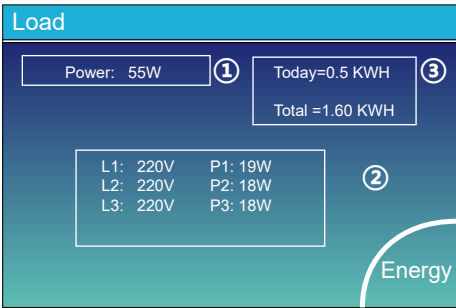 Load
Power: 55W ①
Today=0.5 KWH ③
Total =1.60 KWH
L1: 220V P1: 19W
L2: 220V P2: 18W ②
L3: 220V P3: 18W
Energy